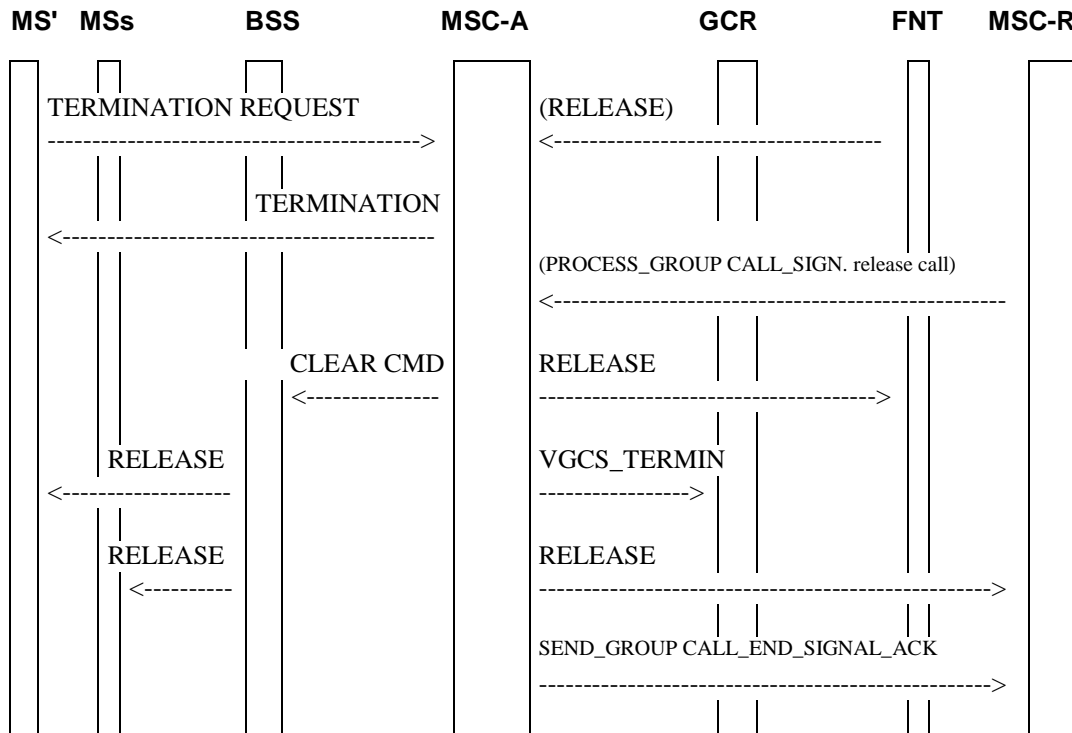 MS' MSs BSS MSC-A GCR FNT MSC-R
TERMINATION REQUEST (RELEASE)
TERMINATION
(PROCESS_GROUP CALL_SIGN. release call)
CLEAR CMD RELEASE
RELEASE VGCS_TERMIN
RELEASE RELEASE
SEND_GROUP CALL_END_SIGNAL_ACK